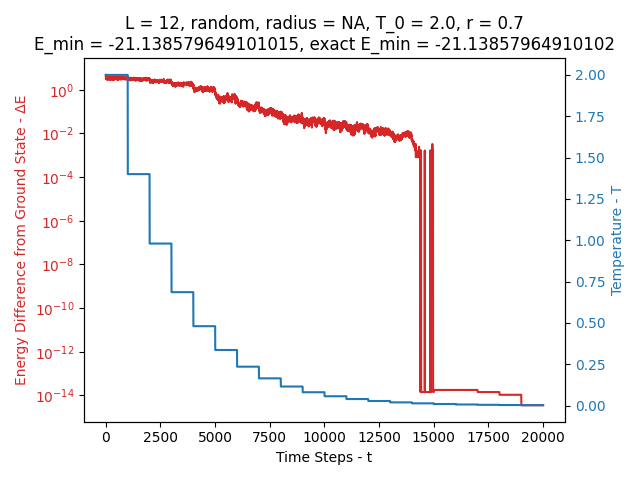 L = 12, random, radius = NA, T_0 = 2.0, r = 0.7
E_min = -21.138579649101015, exact E_min = -21.13857964910102
Energy Difference from Ground State - ΔE
10⁰
10⁻²
10⁻⁴
10⁻⁶
10⁻⁸
10⁻¹⁰
10⁻¹²
10⁻¹⁴
2.00
1.75
1.50
1.25
1.00
0.75
0.50
0.25
0.00
Temperature - T
0 2500 5000 7500 10000 12500 15000 17500 20000
Time Steps - t